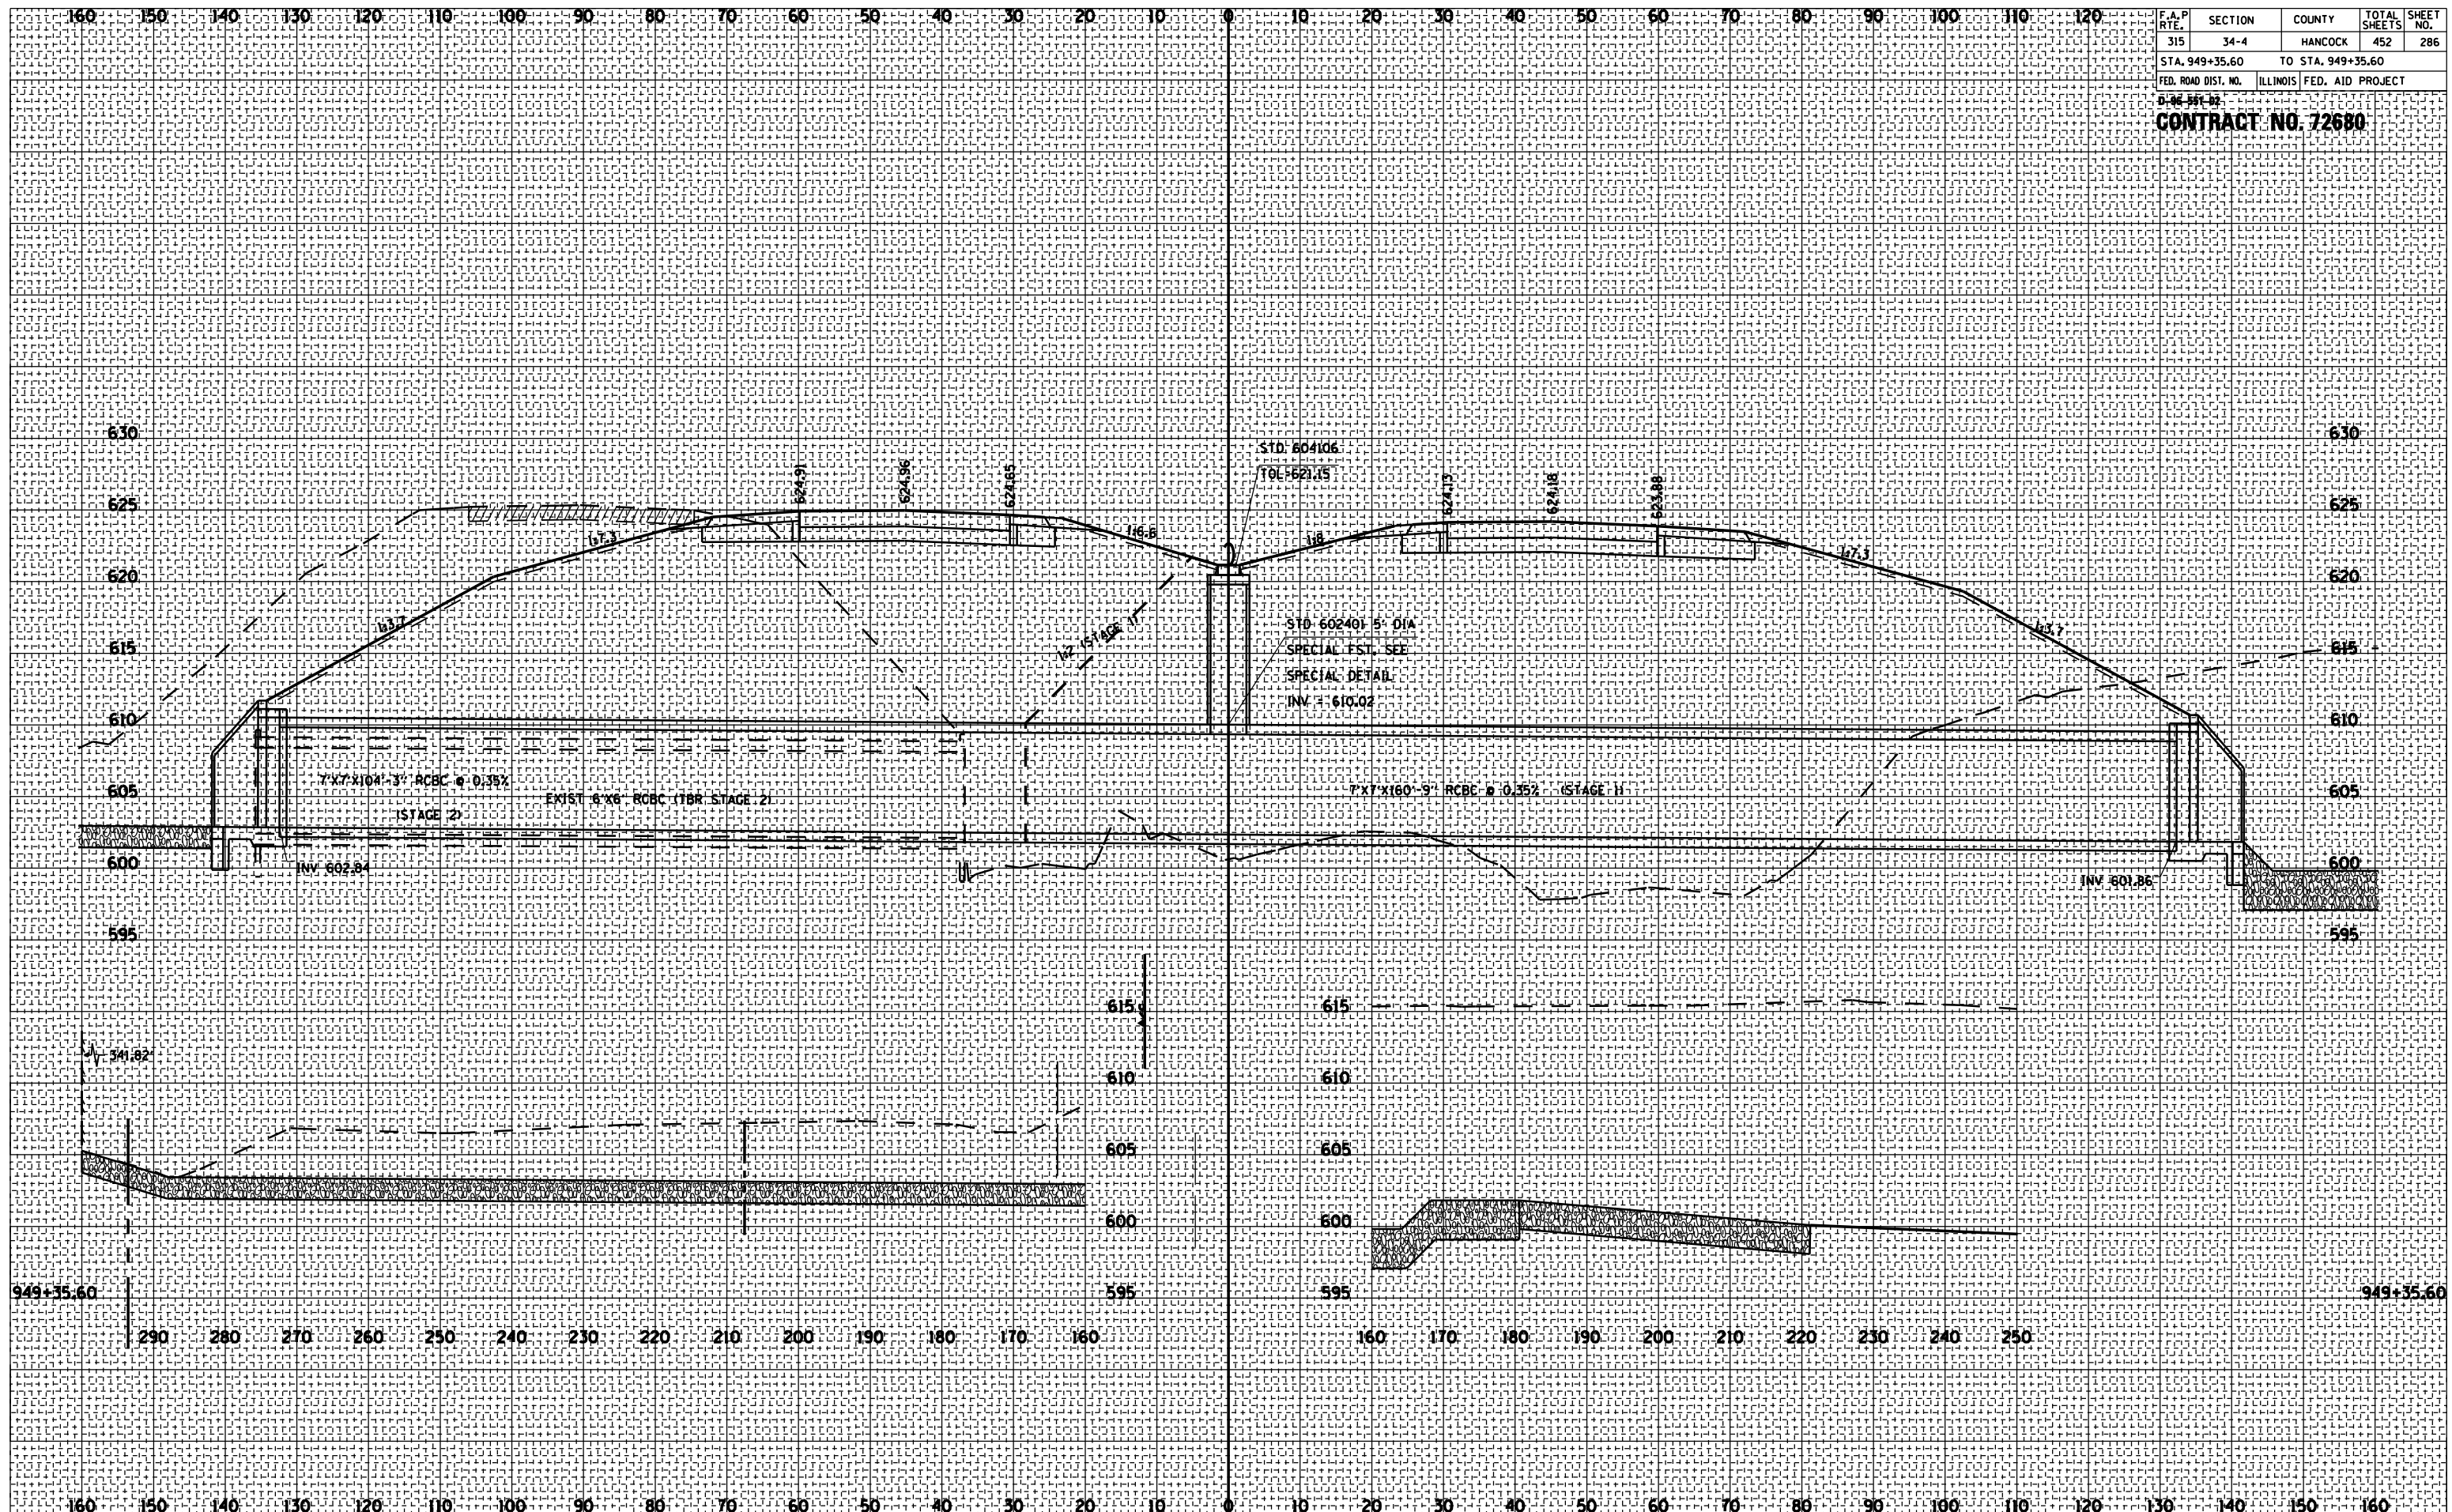 160 150 140 130 120 110 100 90 80 70 60 50 40 30 20 10 0 10 20 30 40 50 60 70 80 90 100 110 120
F.A.P RTE. SECTION COUNTY TOTAL SHEETS SHEET NO.
315 34-4 HANCOCK 452 286
STA. 949+35.60 TO STA. 949+35.60
FED. ROAD DIST. NO. ILLINOIS FED. AID PROJECT
D-96-551-02
CONTRACT NO. 72680
630 630
STD. 604106
TOL=621.15
624.91 624.96 624.65 624.13 624.18 623.88
625 625
1:7.3 1:6.6 1:8 1:7.3
620 620
1:3.7 1:2 (STAGE 1) 1:3.7
STD 602401 5' DIA
SPECIAL FST. SEE
SPECIAL DETAIL
INV = 610.02
615 615
610 610
7'X7'X104'-3" RCBC @ 0.35%
(STAGE 2)
EXIST 6'X6' RCBC (TBR STAGE 2)
7'X7'X160'-9" RCBC @ 0.35% (STAGE 1)
605 605
600 600
INV 602.84
INV 601.86
595 595
615 615
341.82'
610 610
605 605
600 600
595 595
949+35.60 949+35.60
290 280 270 260 250 240 230 220 210 200 190 180 170 160 160 170 180 190 200 210 220 230 240 250
160 150 140 130 120 110 100 90 80 70 60 50 40 30 20 10 0 10 20 30 40 50 60 70 80 90 100 110 120 130 140 150 160